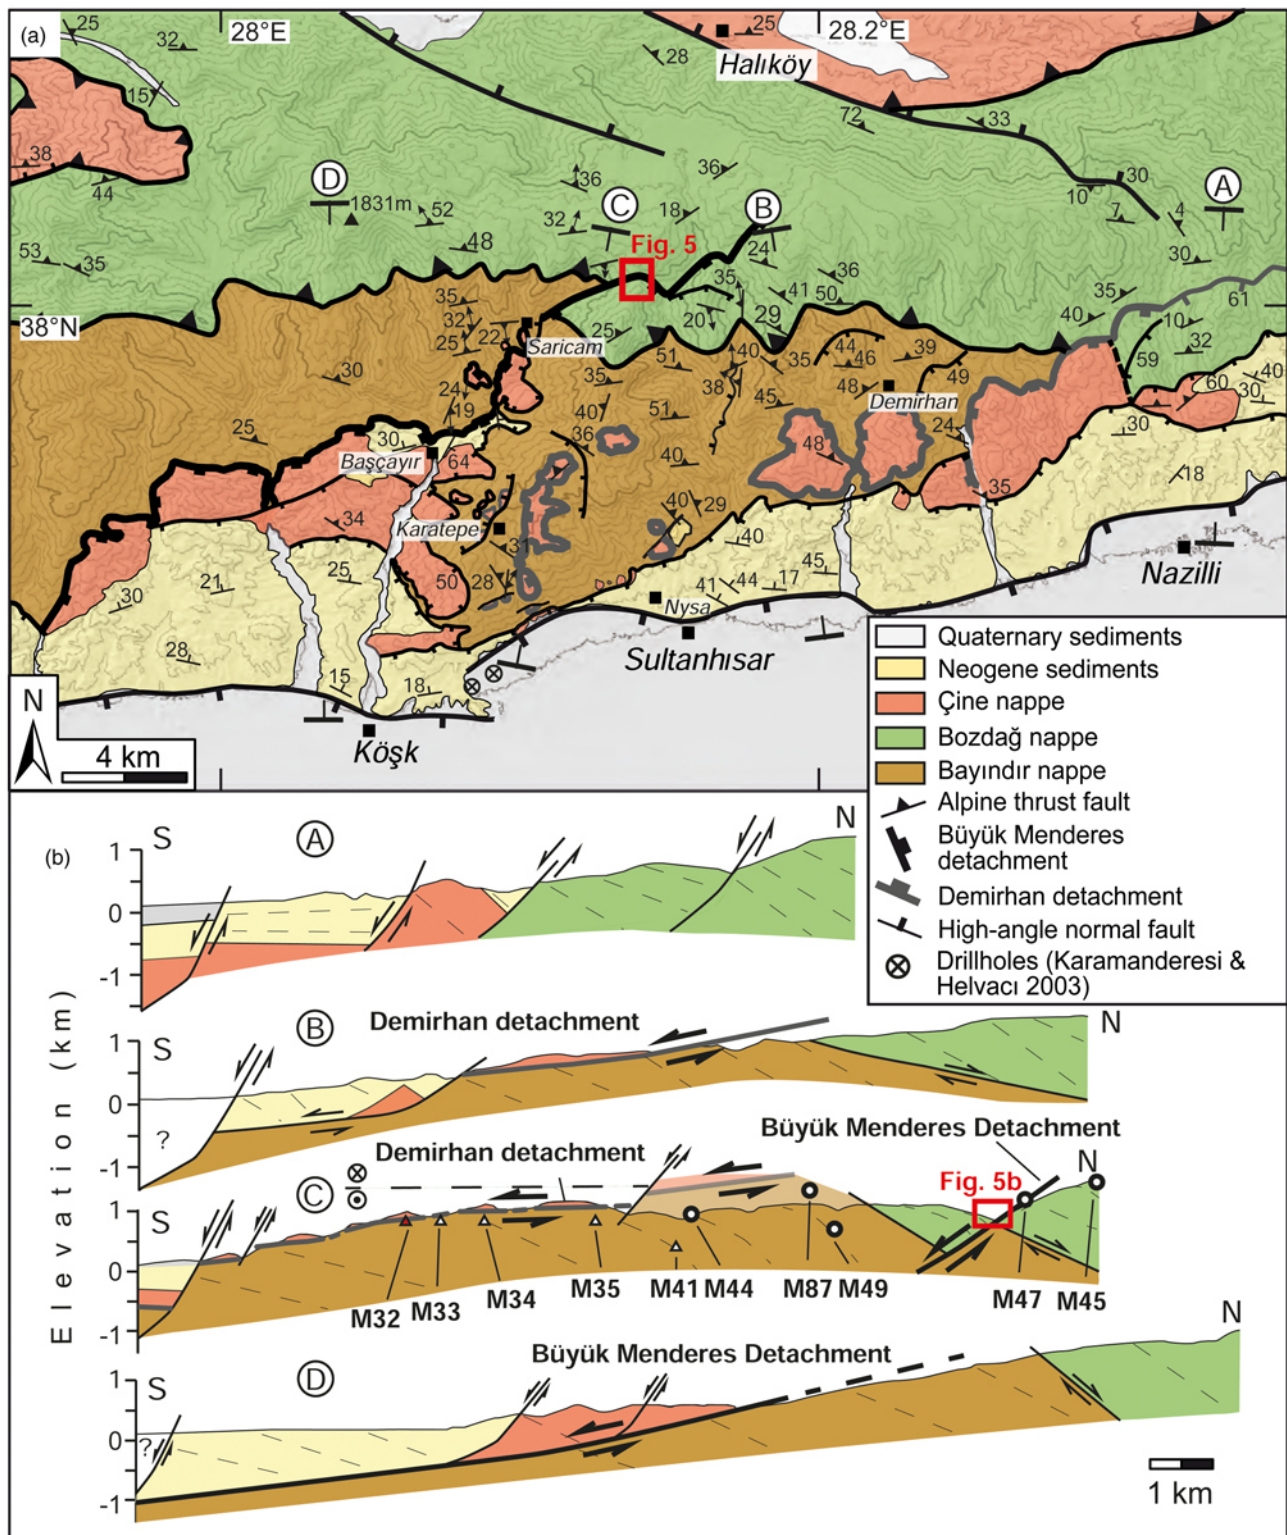 (a)
28°E
28.2°E
25
32
15
38
44
53
35
Halıköy
25
28
72
33
30
10
7
4
30
D
1831m
52
48
36
32
C
18
36
B
A
Fig. 5
24
35
36
41
50
20
29
25
35
40
10
61
32
59
60
40
30
30
38°N
35
32
25
22
Saricam
30
24
19
25
30
Başçayır
64
34
Karatepe
31
28
50
51
35
40
36
51
40
40
38
35
45
44
46
39
48
49
Demirhan
48
24
35
18
40
29
40
45
17
44
41
Nysa
Nazilli
Sultanhısar
30
21
25
28
15
18
Köşk
N
4 km
Quaternary sediments
Neogene sediments
Çine nappe
Bozdağ nappe
Bayındır nappe
Alpine thrust fault
Büyük Menderes
detachment
Demirhan detachment
High-angle normal fault
Drillholes (Karamanderesi &
Helvacı 2003)
(b)
Elevation (km)
S
A
N
1
0
-1
S
B
Demirhan detachment
N
1
0
-1
?
Büyük Menderes Detachment
Demirhan detachment
S
C
N
Fig. 5b
1
0
-1
M32
M33
M34
M35
M41
M44
M87
M49
M47
M45
Büyük Menderes Detachment
S
D
N
1
0
-1
?
1 km